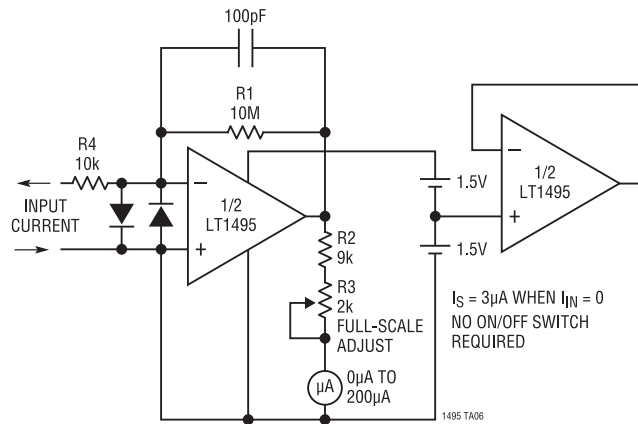 100pF
R1
10M
R4
10k
INPUT
CURRENT
−
+
1/2
LT1495
R2
9k
R3
2k
FULL-SCALE
ADJUST
µA
0µA TO
200µA
1.5V
1.5V
−
+
1/2
LT1495
IS = 3µA WHEN IIN = 0
NO ON/OFF SWITCH
REQUIRED
1495 TA06